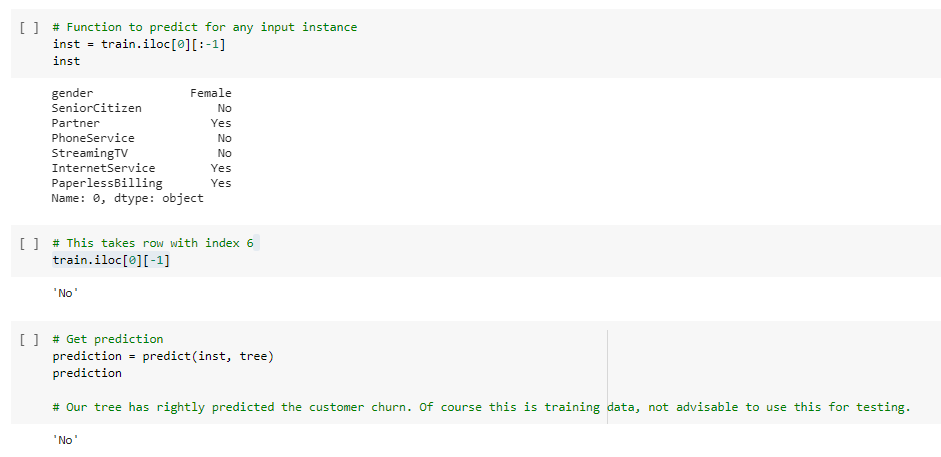 [ ] # Function to predict for any input instance
inst = train.iloc[0][:-1]
inst
gender Female
SeniorCitizen No
Partner Yes
PhoneService No
StreamingTV No
InternetService Yes
PaperlessBilling Yes
Name: 0, dtype: object
[ ] # This takes row with index 6
train.iloc[0][-1]
'No'
[ ] # Get prediction
prediction = predict(inst, tree)
prediction
# Our tree has rightly predicted the customer churn. Of course this is training data, not advisable to use this for testing.
'No'